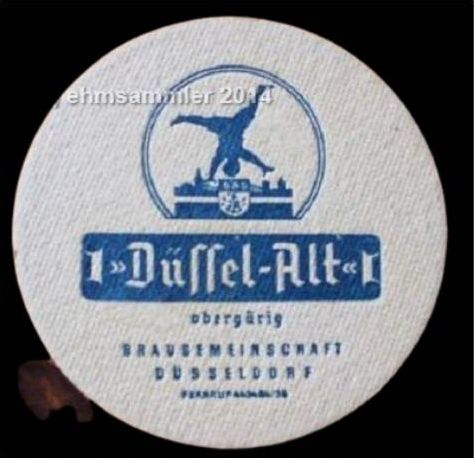 ehmsammler 2014
»Düssel-Alt«
obergärig
BRAUGEMEINSCHAFT
DÜSSELDORF